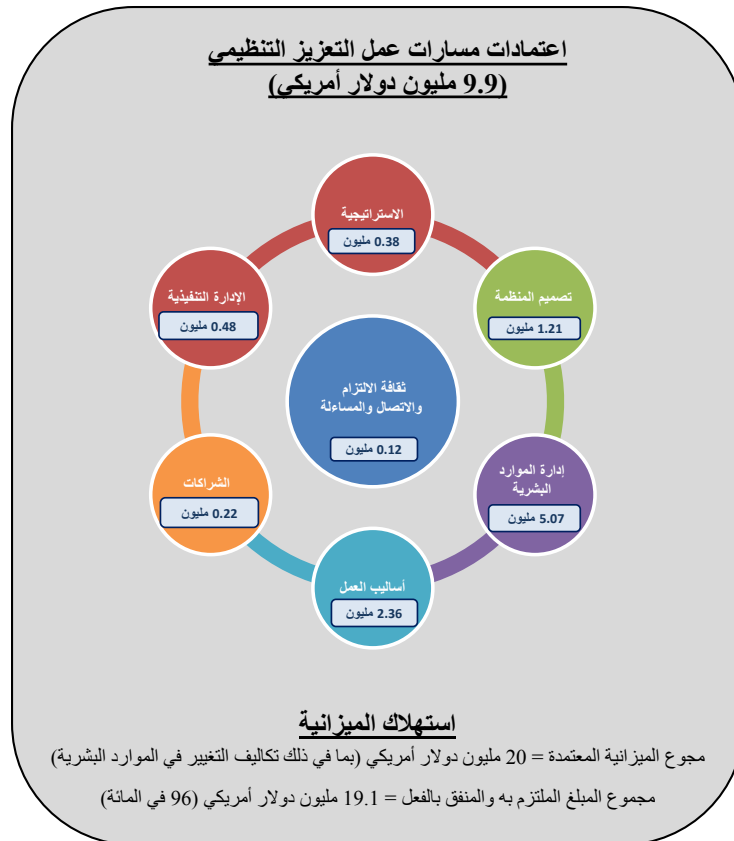 اعتمادات مسارات عمل التعزيز التنظيمي
(9.9 مليون دولار أمريكي)
الاستراتيجية
0.38 مليون
تصميم المنظمة
1.21 مليون
الإدارة التنفيذية
0.48 مليون
ثقافة الالتزام
والاتصال والمساءلة
0.12 مليون
إدارة الموارد
البشرية
5.07 مليون
الشراكات
0.22 مليون
أساليب العمل
2.36 مليون
استهلاك الميزانية
مجوع الميزانية المعتمدة = 20 مليون دولار أمريكي (بما في ذلك تكاليف التغيير في الموارد البشرية)
مجموع المبلغ الملتزم به والمنفق بالفعل = 19.1 مليون دولار أمريكي (96 في المائة)